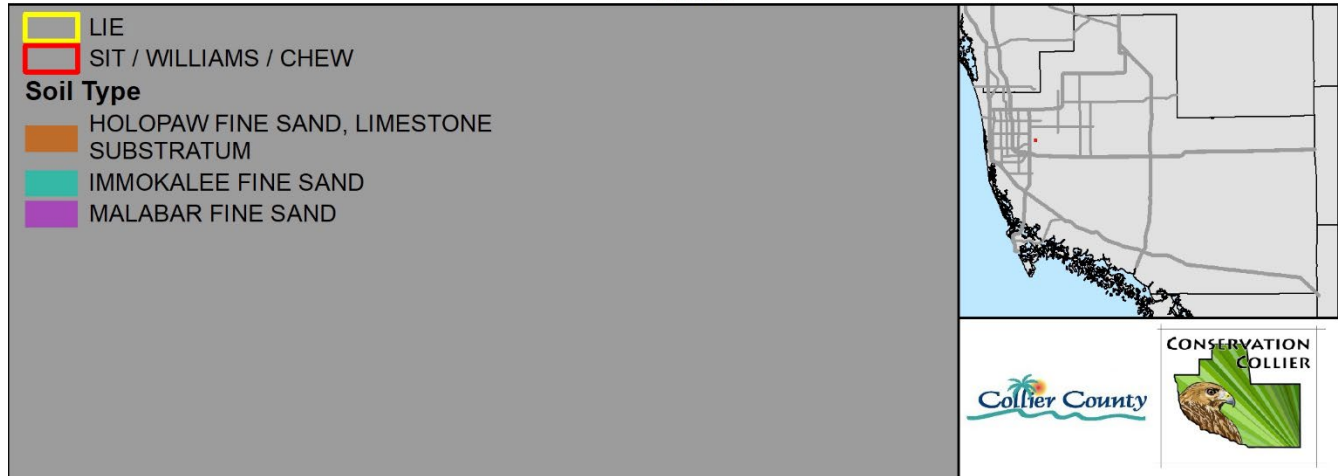 LIE
SIT / WILLIAMS / CHEW
Soil Type
HOLOPAW FINE SAND, LIMESTONE
SUBSTRATUM
IMMOKALEE FINE SAND
MALABAR FINE SAND
Collier County
CONSERVATION
COLLIER